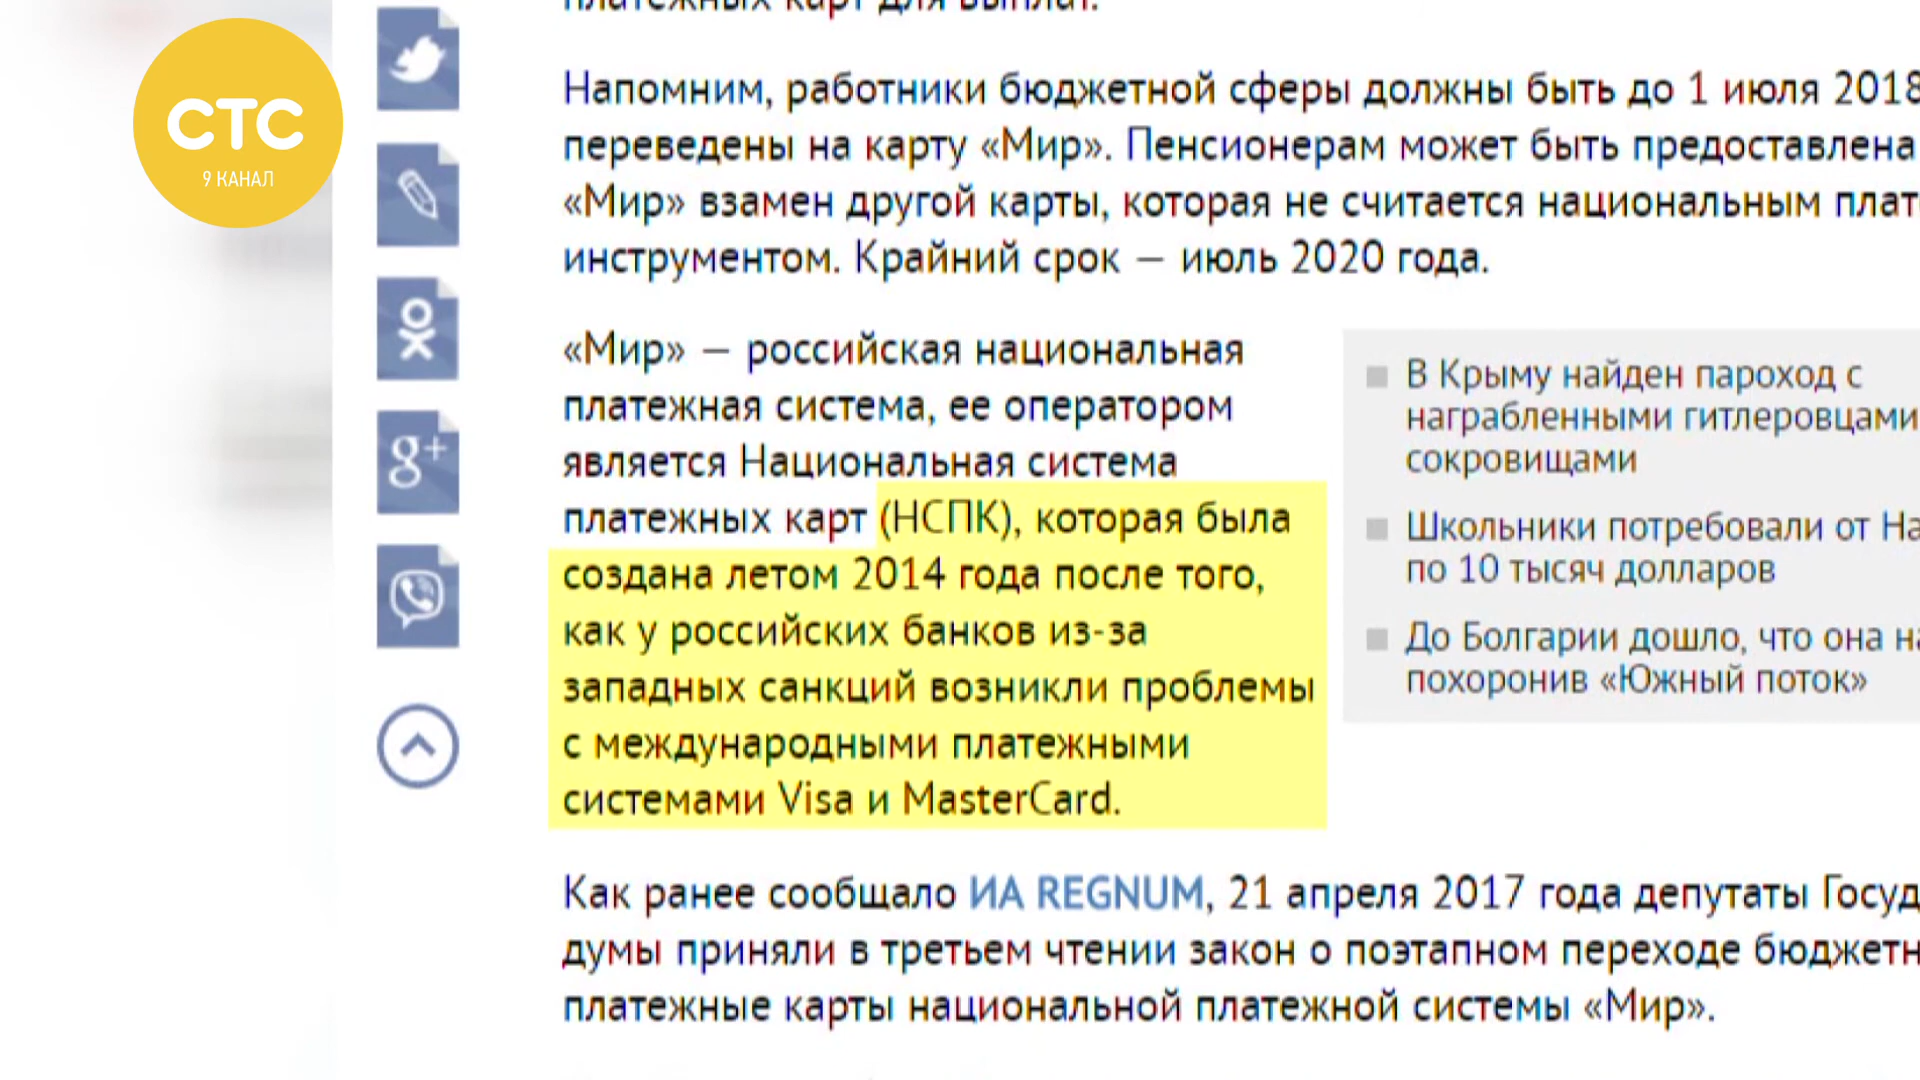 платежных карт для выплат.
СТС
9 КАНАЛ
Напомним, работники бюджетной сферы должны быть до 1 июля 2018
переведены на карту «Мир». Пенсионерам может быть предоставлена
«Мир» взамен другой карты, которая не считается национальным плат
инструментом. Крайний срок — июль 2020 года.
«Мир» — российская национальная
платежная система, ее оператором
является Национальная система
платежных карт (НСПК), которая была
создана летом 2014 года после того,
как у российских банков из-за
западных санкций возникли проблемы
с международными платежными
системами Visa и MasterCard.
В Крыму найден пароход с
награбленными гитлеровцами
сокровищами
Школьники потребовали от На
по 10 тысяч долларов
До Болгарии дошло, что она на
похоронив «Южный поток»
Как ранее сообщало ИА REGNUM, 21 апреля 2017 года депутаты Госуд
думы приняли в третьем чтении закон о поэтапном переходе бюджетн
платежные карты национальной платежной системы «Мир».
g+